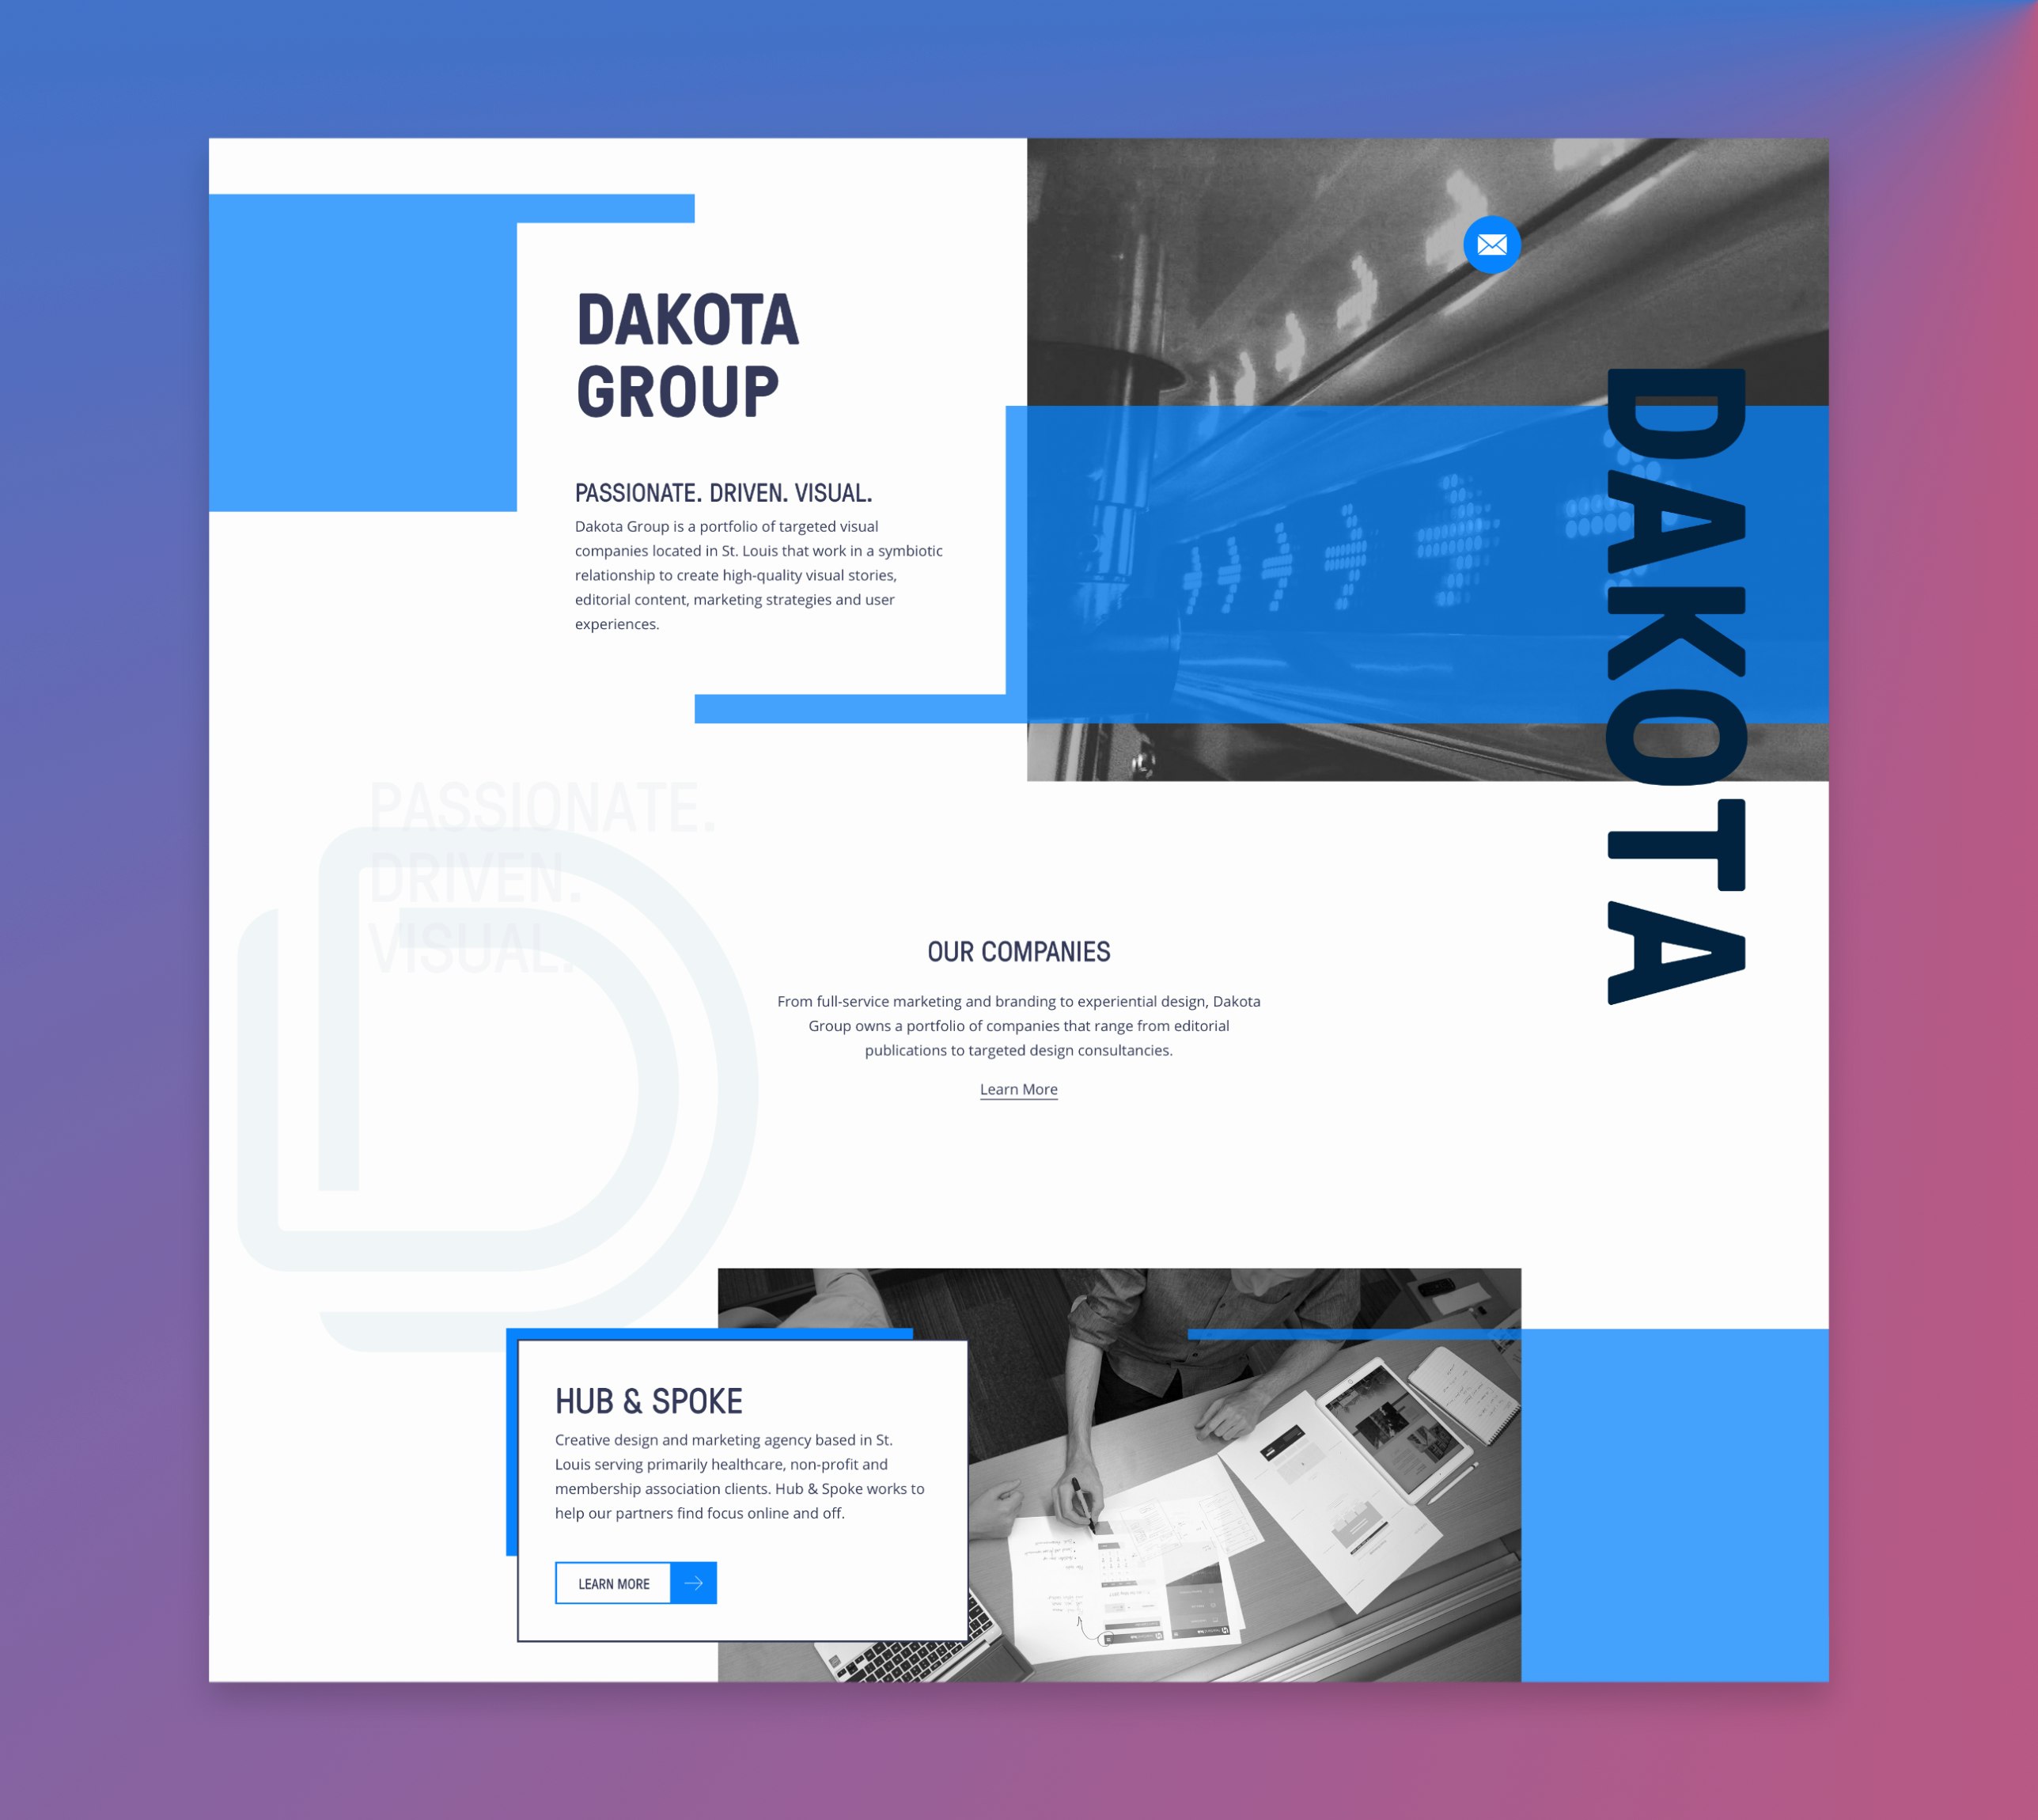 DAKOTA
GROUP
PASSIONATE. DRIVEN. VISUAL.
Dakota Group is a portfolio of targeted visual
companies located in St. Louis that work in a symbiotic
relationship to create high-quality visual stories,
editorial content, marketing strategies and user
experiences.
DAKOTA
PASSIONATE.
DRIVEN.
VISUAL.
OUR COMPANIES
From full-service marketing and branding to experiential design, Dakota
Group owns a portfolio of companies that range from editorial
publications to targeted design consultancies.
Learn More
HUB & SPOKE
Creative design and marketing agency based in St.
Louis serving primarily healthcare, non-profit and
membership association clients. Hub & Spoke works to
help our partners find focus online and off.
LEARN MORE